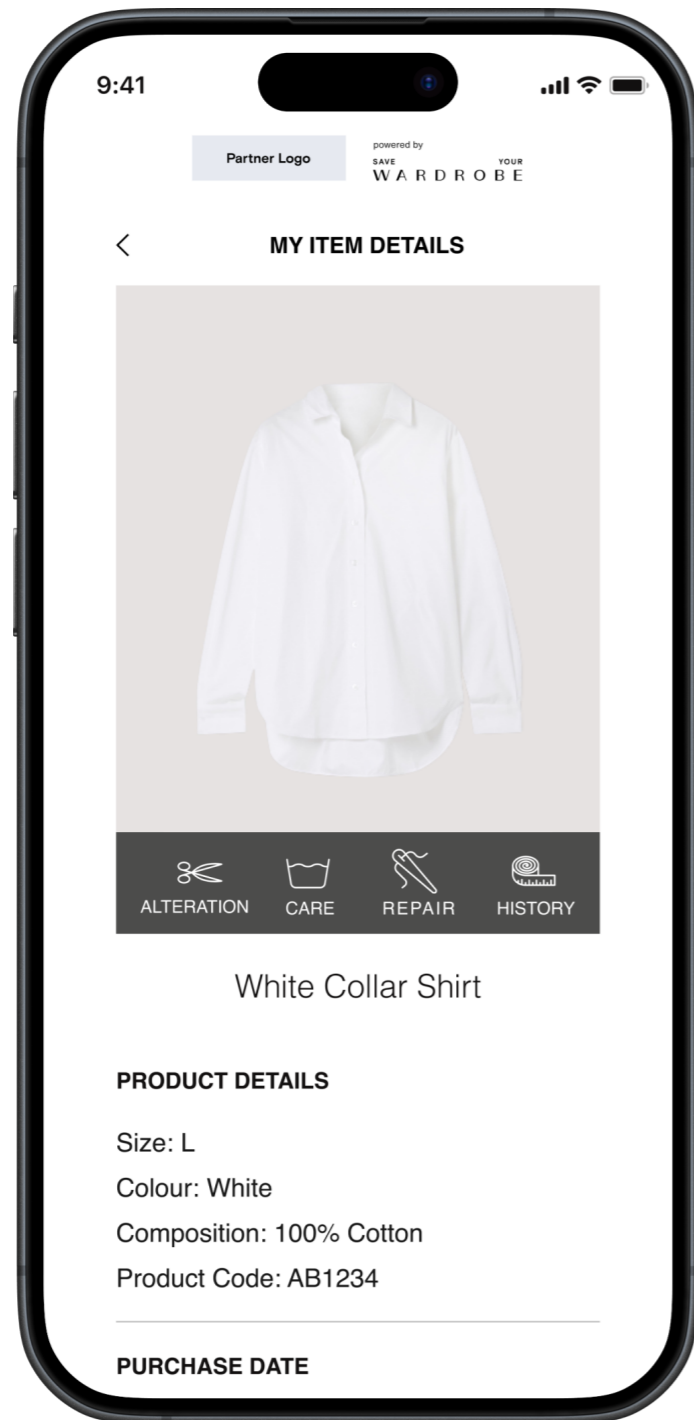 9:41
Partner Logo
powered by
SAVE YOUR
WARDROBE
MY ITEM DETAILS
ALTERATION CARE REPAIR HISTORY
White Collar Shirt
PRODUCT DETAILS
Size: L
Colour: White
Composition: 100% Cotton
Product Code: AB1234
PURCHASE DATE